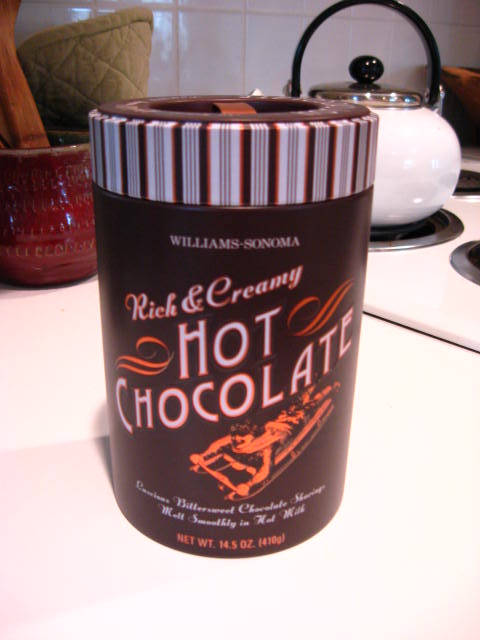 WILLIAMS-SONOMA
Rich & Creamy
HOT
CHOCOLATE
Luscious Bittersweet Chocolate Shavings
Melt Smoothly in Hot Milk
NET WT. 14.5 OZ. (410g)